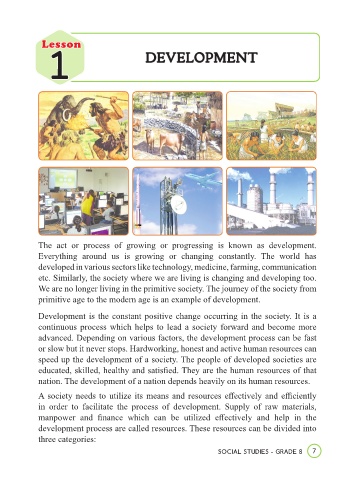 Lesson
1
DEVELOPMENT
The act or process of growing or progressing is known as development.
Everything around us is growing or changing constantly. The world has
developed in various sectors like technology, medicine, farming, communication
etc. Similarly, the society where we are living is changing and developing too.
We are no longer living in the primitive society. The journey of the society from
primitive age to the modern age is an example of development.
Development is the constant positive change occurring in the society. It is a
continuous process which helps to lead a society forward and become more
advanced. Depending on various factors, the development process can be fast
or slow but it never stops. Hardworking, honest and active human resources can
speed up the development of a society. The people of developed societies are
educated, skilled, healthy and satisfied. They are the human resources of that
nation. The development of a nation depends heavily on its human resources.
A society needs to utilize its means and resources effectively and efficiently
in order to facilitate the process of development. Supply of raw materials,
manpower and finance which can be utilized effectively and help in the
development process are called resources. These resources can be divided into
three categories:
SOCIAL STUDIES - GRADE 8 7